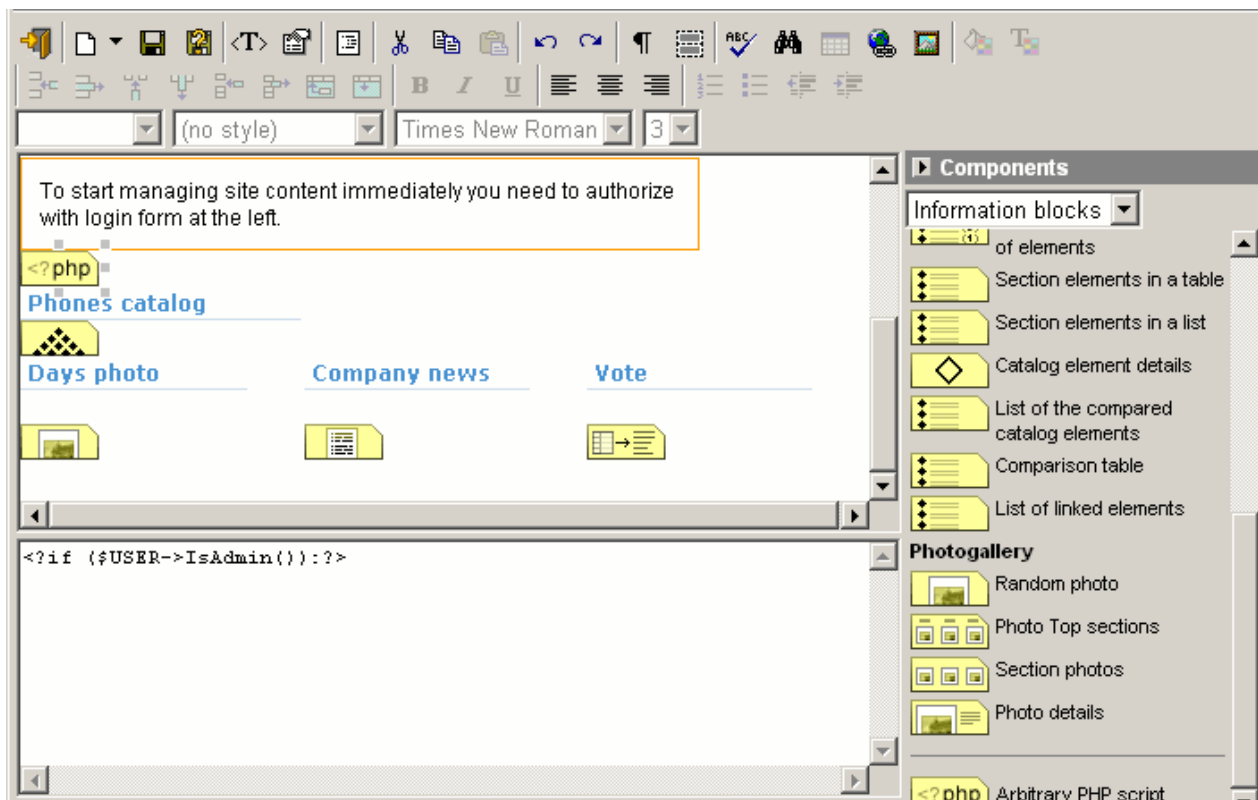 <T>
ABC
B I U
(no style)
Times New Roman
3
To start managing site content immediately you need to authorize
with login form at the left.
<?php
Phones catalog
Days photo
Company news
Vote
<?if ($USER->IsAdmin()):?>
Components
Information blocks
of elements
Section elements in a table
Section elements in a list
Catalog element details
List of the compared
catalog elements
Comparison table
List of linked elements
Photogallery
Random photo
Photo Top sections
Section photos
Photo details
<?php Arbitrary PHP script